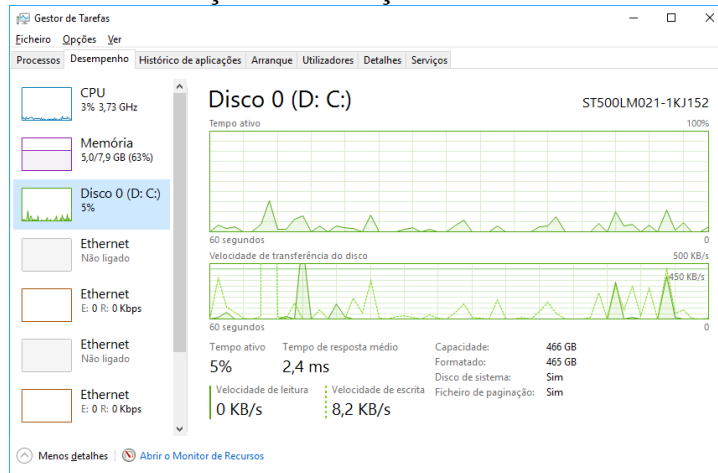 Gestor de Tarefas
Ficheiro Opções Ver
Processos Desempenho Histórico de aplicações Arranque Utilizadores Detalhes Serviços
CPU
3% 3,73 GHz
Memória
5,0/7,9 GB (63%)
Disco 0 (D: C:)
5%
Ethernet
Não ligado
Ethernet
E: 0 R: 0 Kbps
Ethernet
Não ligado
Ethernet
E: 0 R: 0 Kbps
Disco 0 (D: C:) ST500LM021-1KJ152
Tempo ativo 100%
60 segundos 0
Velocidade de transferência do disco 500 KB/s
450 KB/s
60 segundos 0
Tempo ativo Tempo de resposta médio
5% 2,4 ms
Velocidade de leitura Velocidade de escrita
0 KB/s 8,2 KB/s
Capacidade: 466 GB
Formatado: 465 GB
Disco de sistema: Sim
Ficheiro de paginação: Sim
Menos detalhes Abrir o Monitor de Recursos